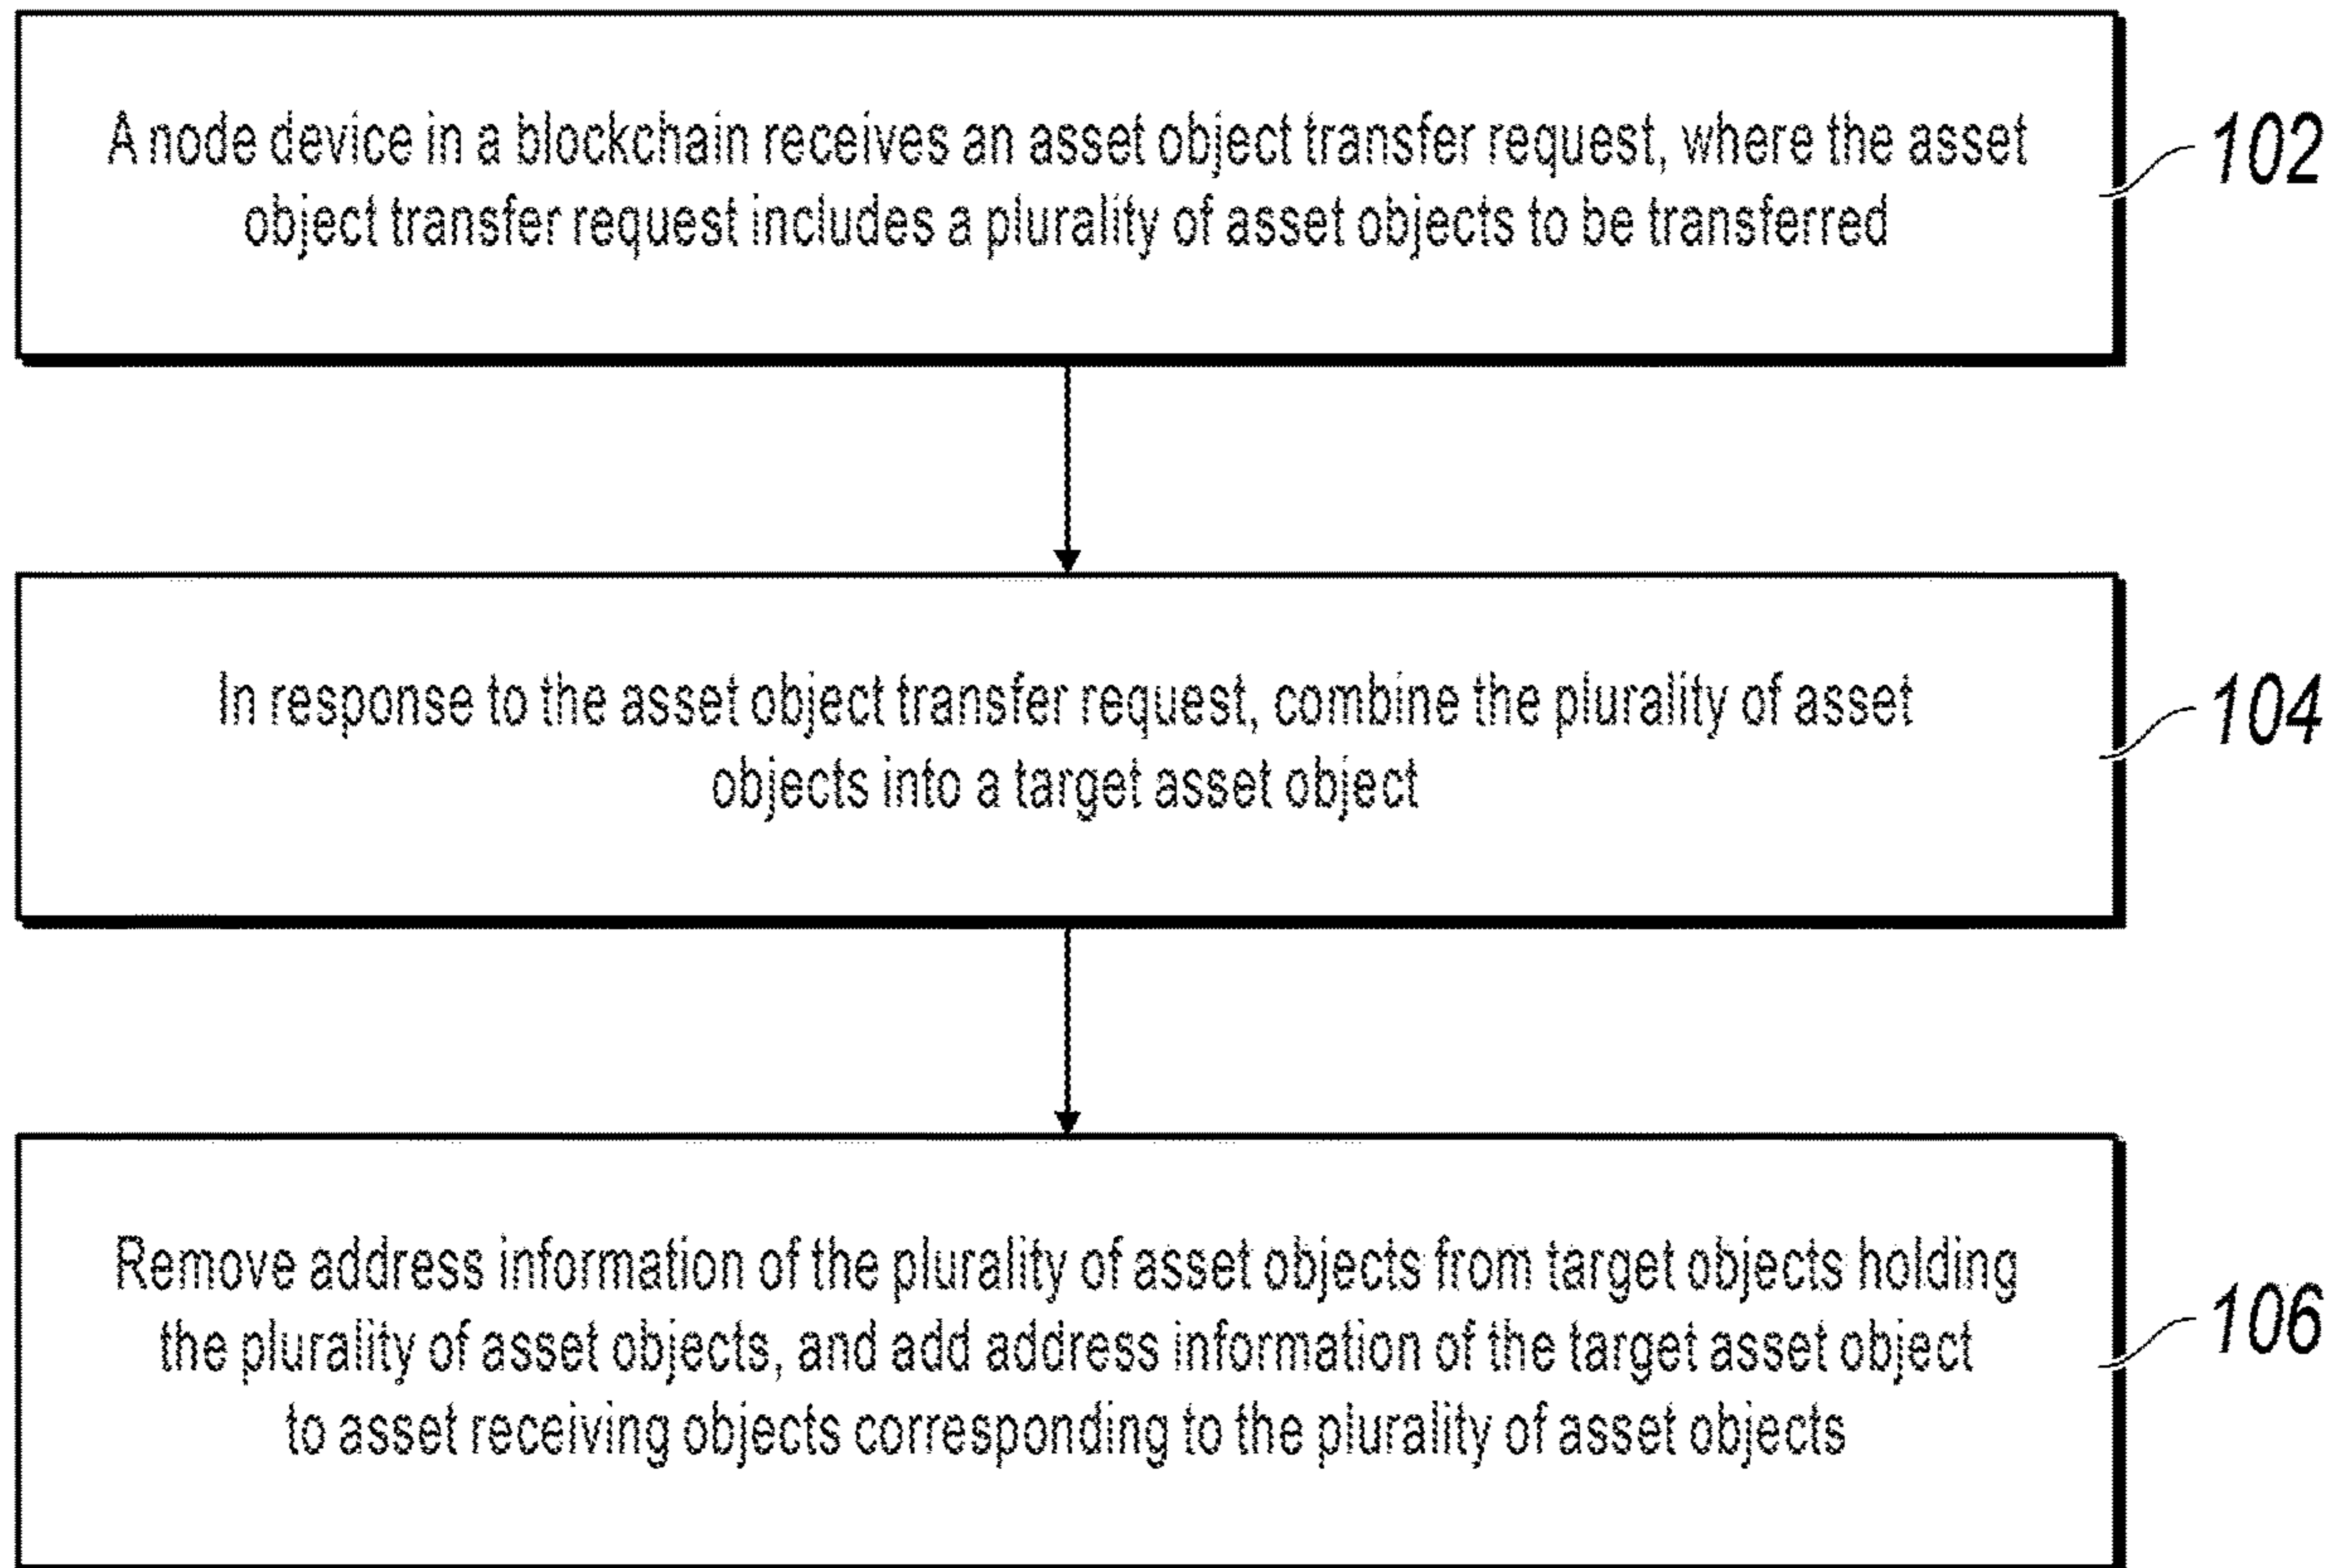 A node device in a blockchain receives an asset object transfer request, where the asset
object transfer request includes a plurality of asset objects to be transferred
102
In response to the asset object transfer request, combine the plurality of asset
objects into a target asset object
104
Remove address information of the plurality of asset objects from target objects holding
the plurality of asset objects, and add address information of the target asset object
to asset receiving objects corresponding to the plurality of asset objects
106